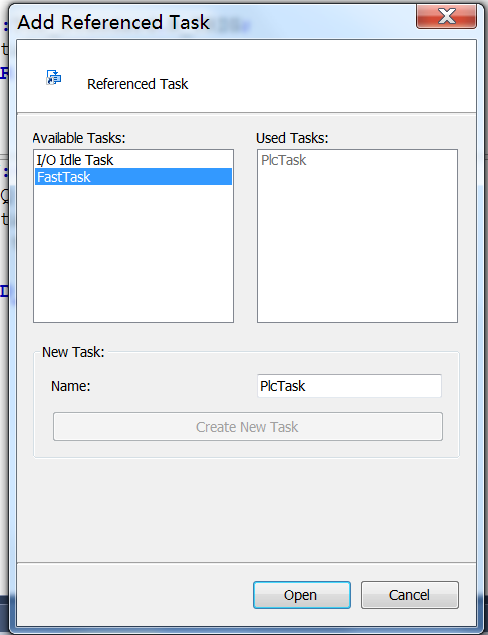 Add Referenced Task
Referenced Task
Available Tasks:
Used Tasks:
I/O Idle Task
PlcTask
FastTask
New Task:
Name:
PlcTask
Create New Task
Open
Cancel